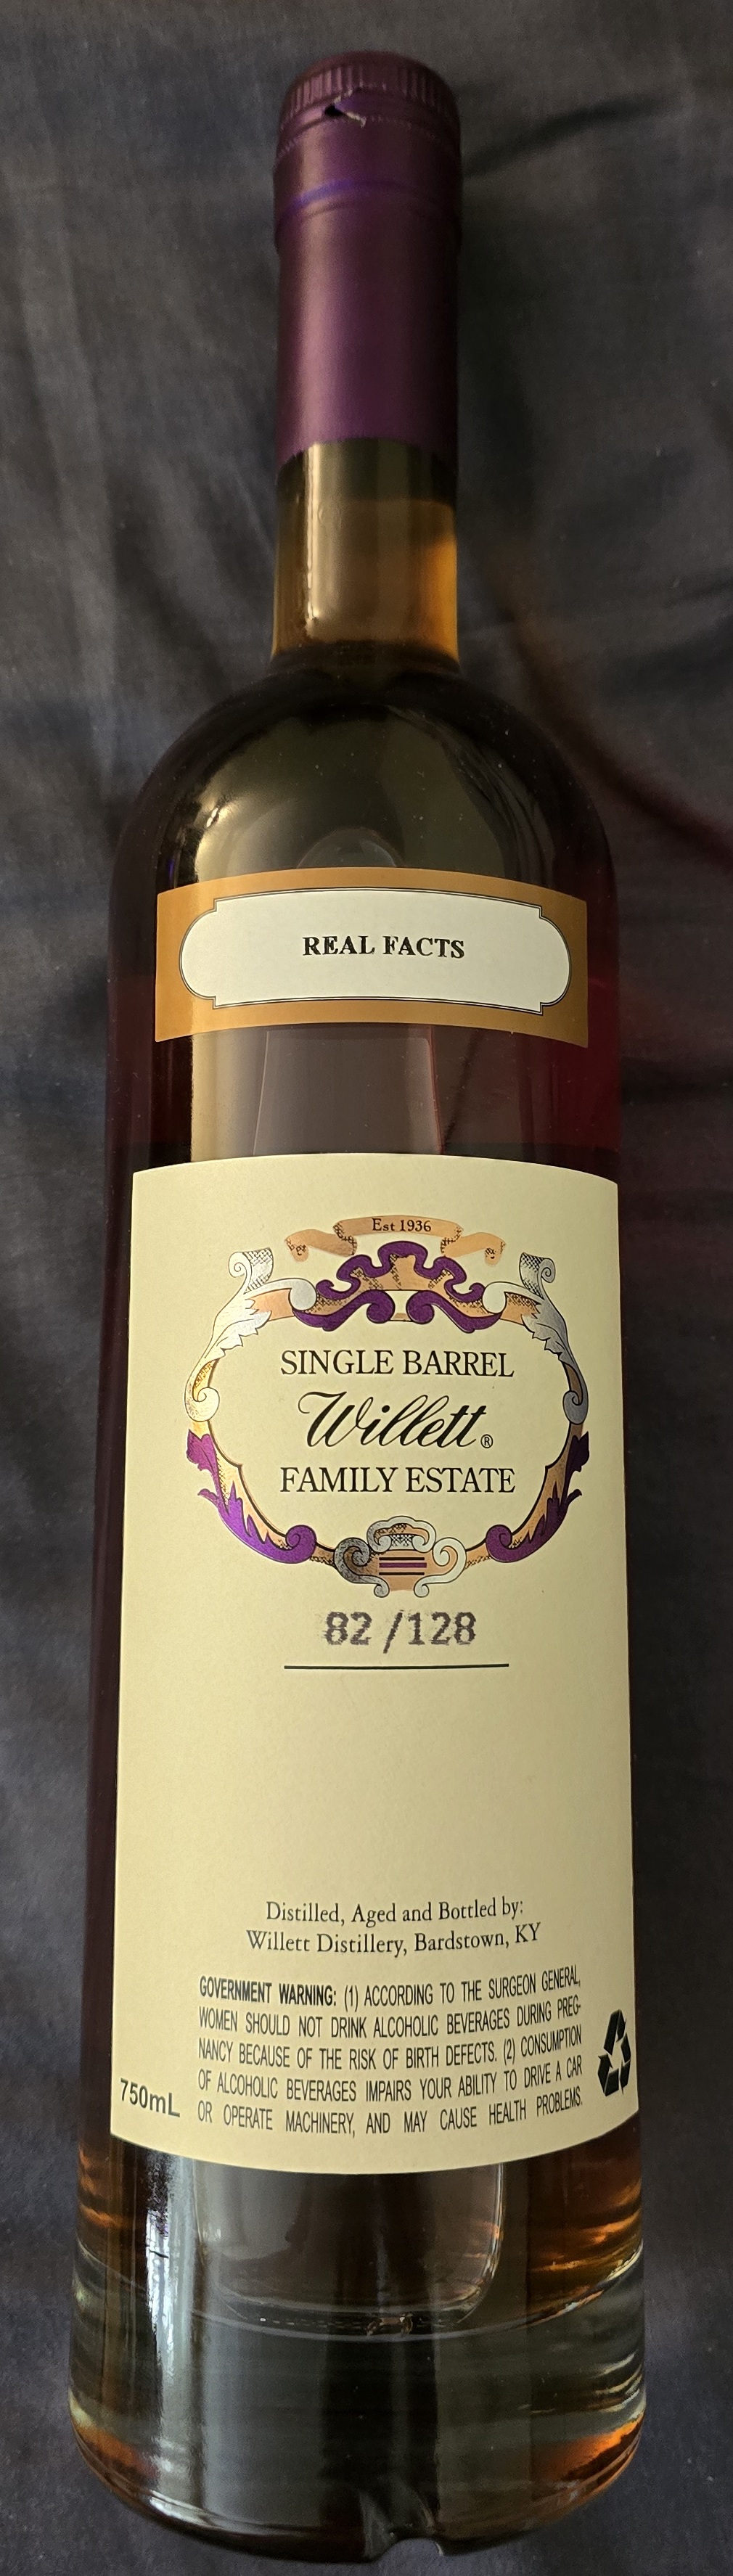 REAL FACTS
Est 1936
SINGLE BARREL
Willett®
FAMILY ESTATE
82 /128
Distilled, Aged and Bottled by:
Willett Distillery, Bardstown, KY
GOVERNMENT WARNING: (1) ACCORDING TO THE SURGEON GENERAL,
WOMEN SHOULD NOT DRINK ALCOHOLIC BEVERAGES DURING PREG-
NANCY BECAUSE OF THE RISK OF BIRTH DEFECTS. (2) CONSUMPTION
OF ALCOHOLIC BEVERAGES IMPAIRS YOUR ABILITY TO DRIVE A CAR
OR OPERATE MACHINERY, AND MAY CAUSE HEALTH PROBLEMS.
750mL